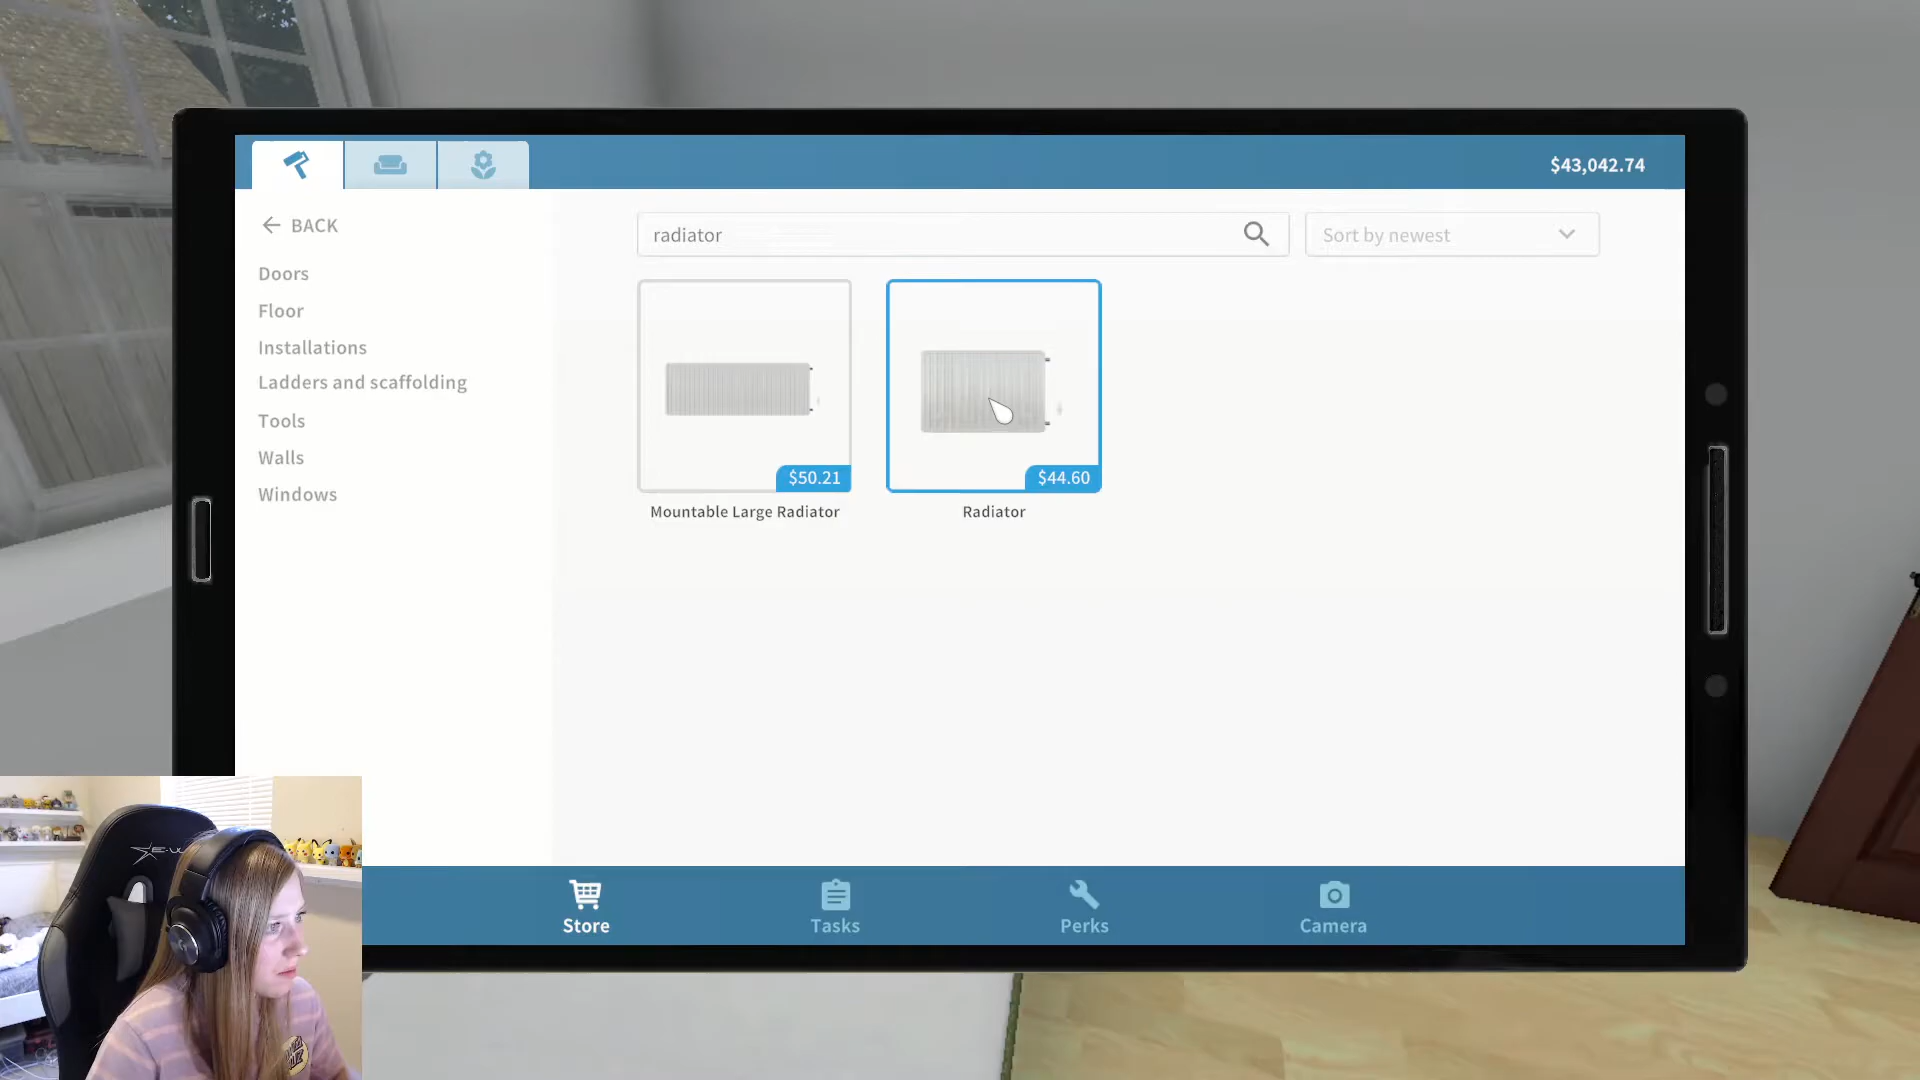 $43,042.74
BACK
radiator
Sort by newest
Doors
Floor
Installations
Ladders and scaffolding
Tools
Walls
Windows
$50.21
$44.60
Mountable Large Radiator
Radiator
Store
Tasks
Perks
Camera